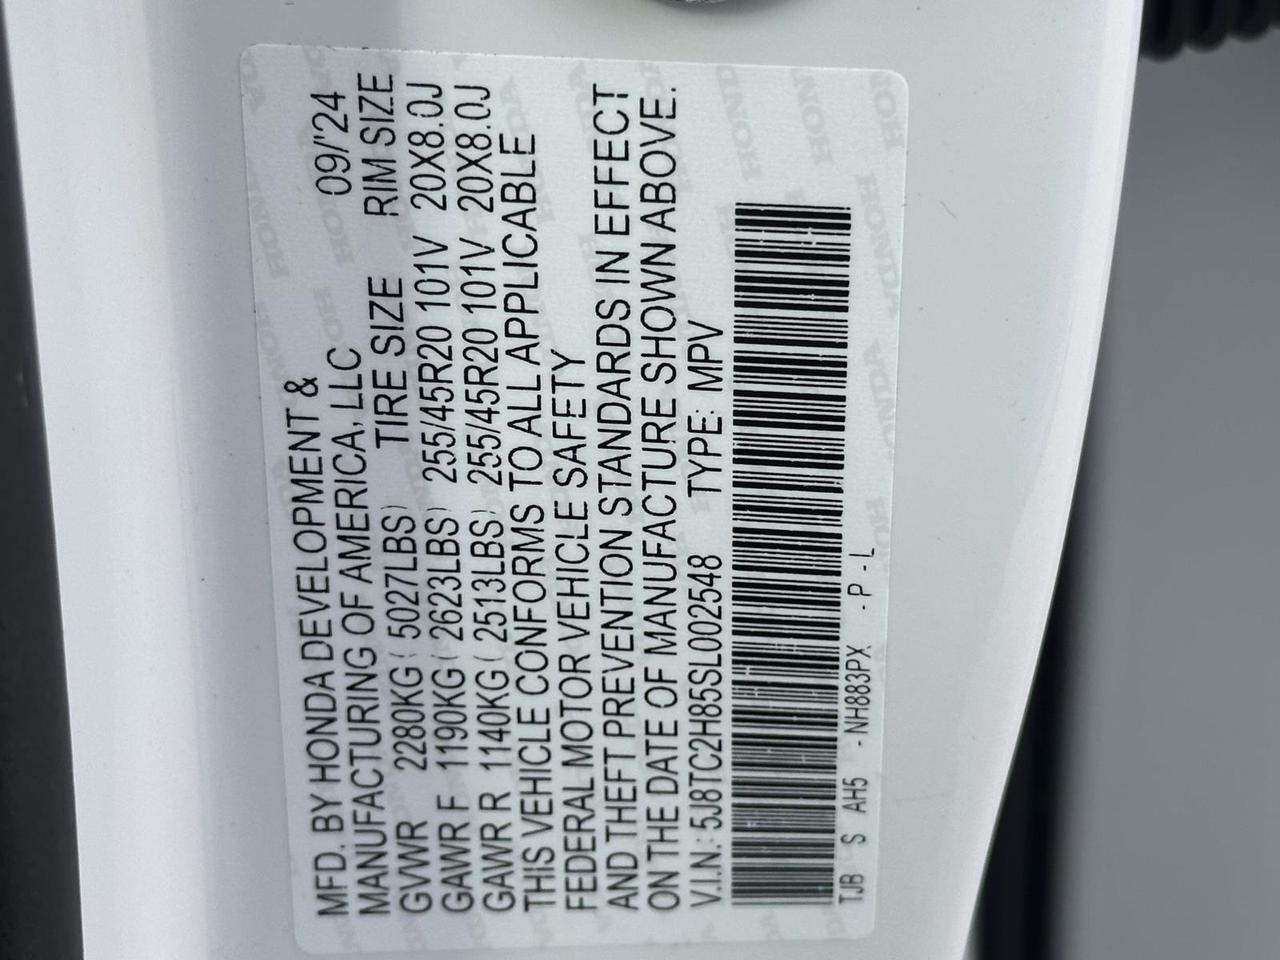 MFD. BY HONDA DEVELOPMENT &
MANUFACTURING OF AMERICA, LLC 09/'24
GVWR 2280KG ( 5027LBS) TIRE SIZE RIM SIZE
GAWR F 1190KG ( 2623LBS) 255/45R20 101V 20X8.0J
GAWR R 1140KG ( 2513LBS) 255/45R20 101V 20X8.0J
THIS VEHICLE CONFORMS TO ALL APPLICABLE
FEDERAL MOTOR VEHICLE SAFETY
AND THEFT PREVENTION STANDARDS IN EFFECT
ON THE DATE OF MANUFACTURE SHOWN ABOVE.
V.I.N.: 5J8TC2H85SL002548 TYPE: MPV
TJB S AH5 - NH883PX - P - L